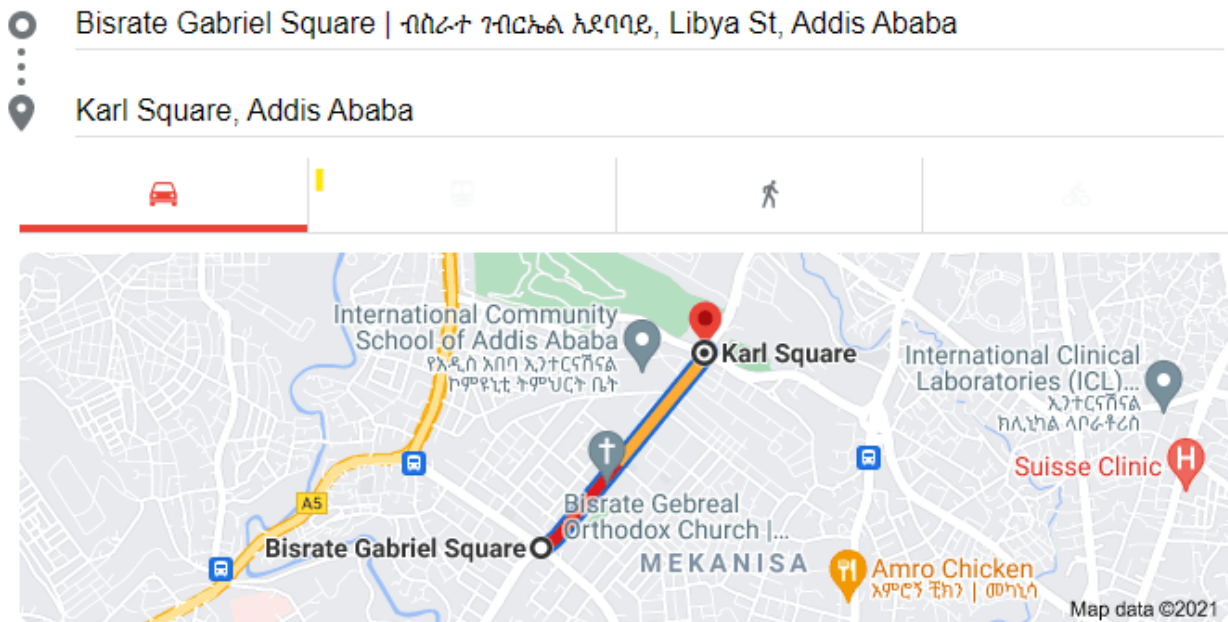 Bisrate Gabriel Square | ብስራተ ገብርኤል አደባባይ, Libya St, Addis Ababa
Karl Square, Addis Ababa
International Community
School of Addis Ababa
የአዲስ አበባ ኢንተርናሽናል
ኮምዩኒቲ ትምህርት ቤት
Karl Square
International Clinical
Laboratories (ICL)...
ኢንተርናሽናል
ክሊኒካል ላቦራቶሪስ
Suisse Clinic
H
A5
Bisrate Gebreal
Orthodox Church |...
Bisrate Gabriel Square
MEKANISA
Amro Chicken
አምሮኝ ቺክን | መካኒሳ
Map data ©2021